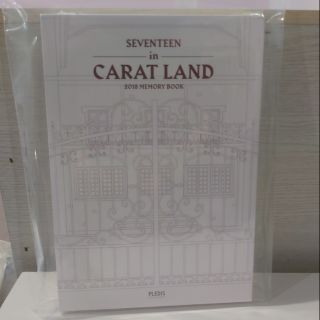 SEVENTEEN
in
CARAT LAND
2018 MEMORY BOOK
PLEDIS